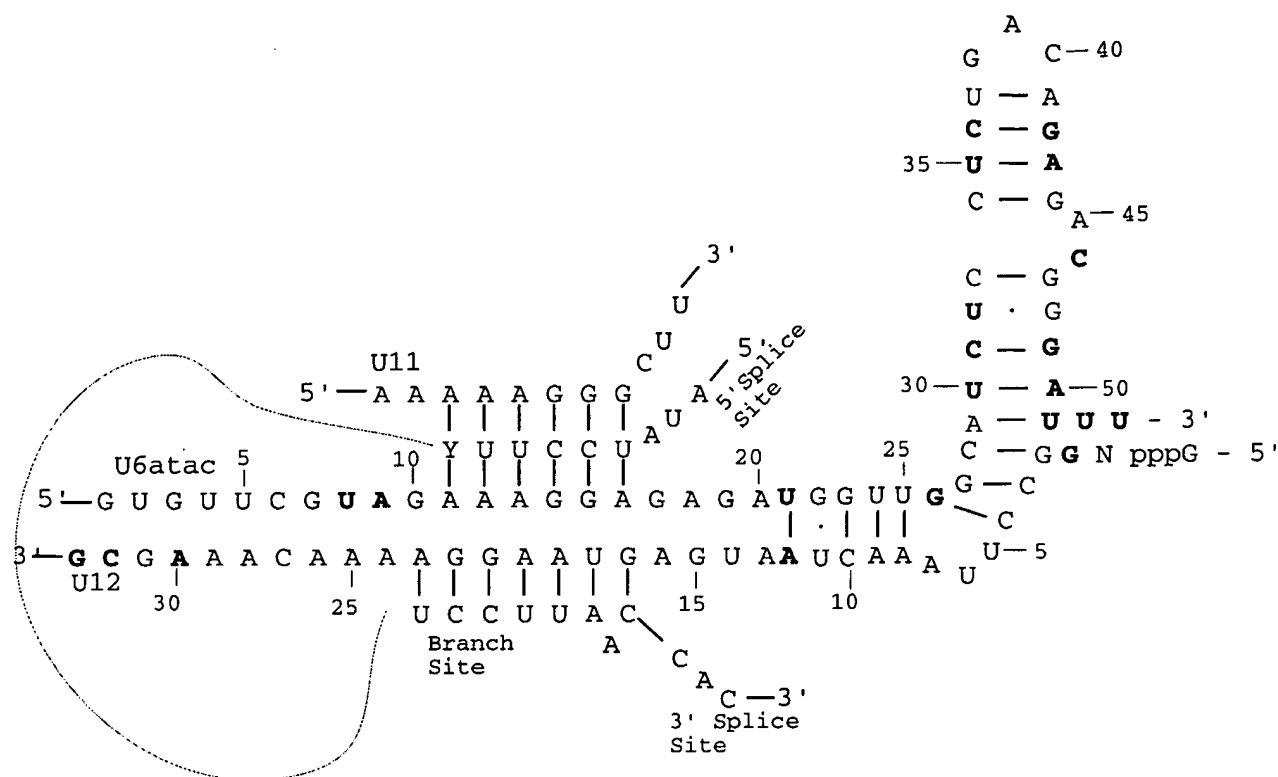 A
G C — 40
U — A
C — G
35 — U — A
C — G
A — 45
C
C — G
U · G
C — G
30 — U — A — 50
A — U U U - 3'
C — G G N pppG - 5'
3'
U
U
C
5'
A
U
A
5' Splice
Site
U11
5' — A A A A A G G G
Y U U C C U
U6atac
5 10 20 25
5' — G U G U U C G U A G A A A G G A G A G A U G G U U G G C
C
U — 5
U
A
3' — G C G A A A C A A A A G G A A U G A G U A A U C A A
U12
30 25 15 10
U C C U U A A C
Branch
Site
C
A
C — 3'
3' Splice
Site